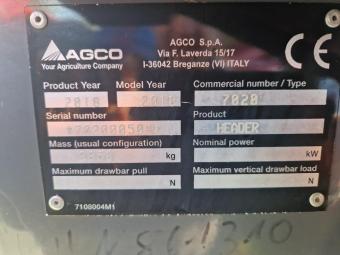 AGCO
Your Agriculture Company
AGCO S.p.A.
Via F. Laverda 15/17
I-36042 Breganze (VI) ITALY
CE
Product Year
Model Year
Commercial number / Type
2018
7020
Serial number
Product
HEADER
Mass (usual configuration)
Nominal power
kg
kW
Maximum drawbar pull
Maximum vertical drawbar load
N
N
7108004M1